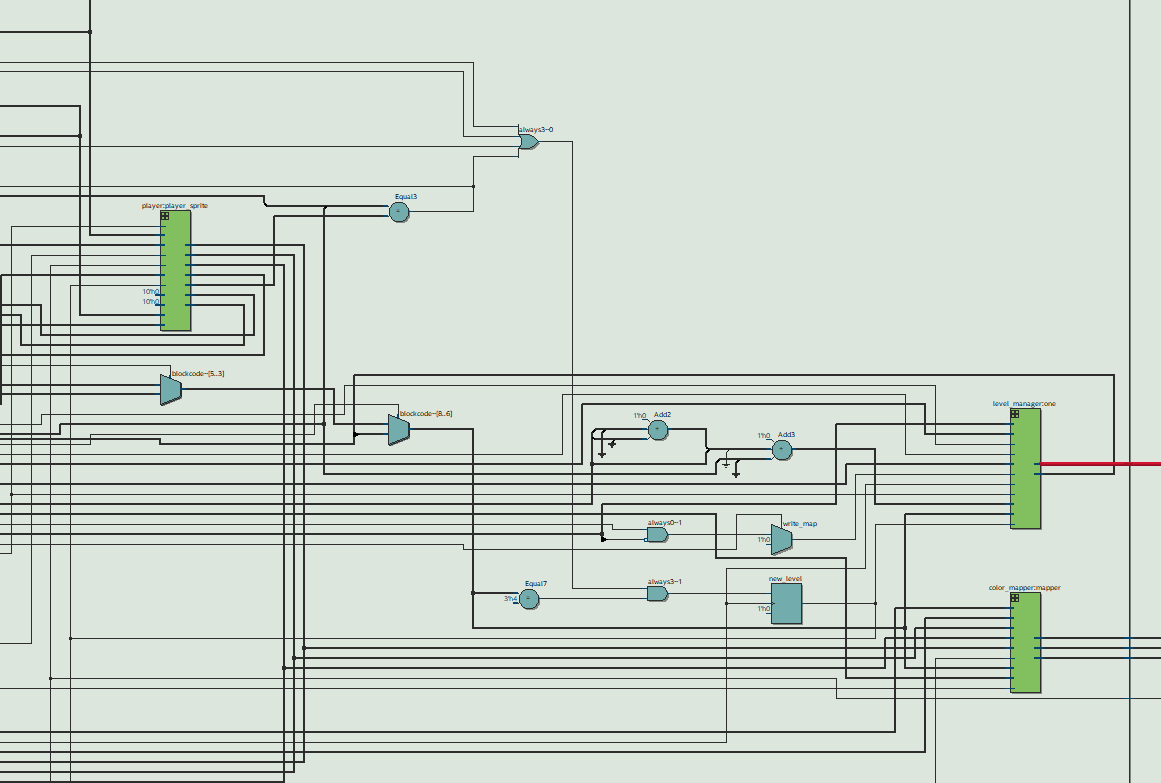 always3~0
Equal3
=
player:player_sprite
10'h0
10'h0
blockcode~[5..3]
blockcode~[8..6]
level_manager:one
1'h0
Add2
+
1'h0
Add3
+
always0~1
write_map
1'h0
Equal7
3'h4
=
always3~1
new_level
1'h0
color_mapper:mapper